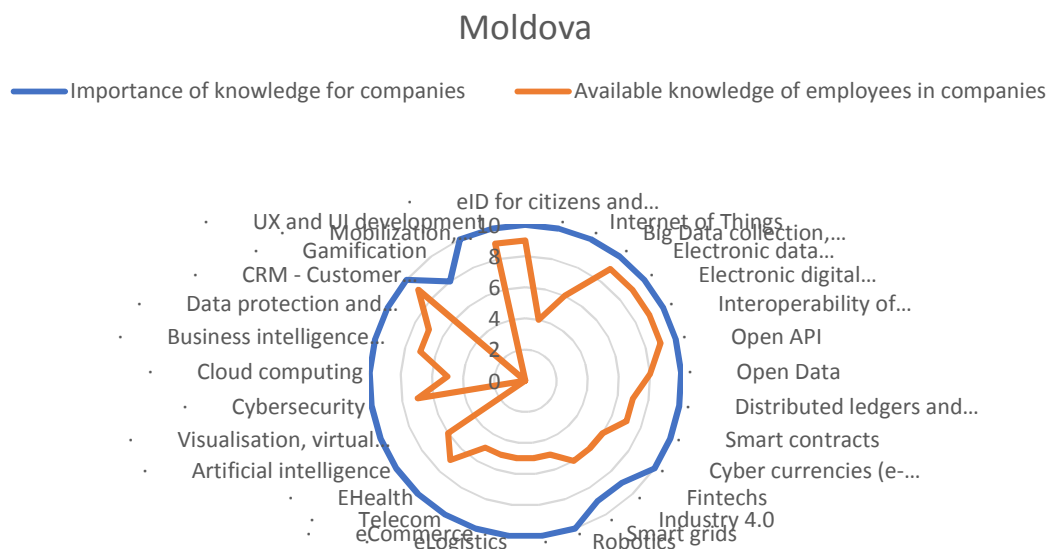 Moldova
Importance of knowledge for companies
Available knowledge of employees in companies
· eID for citizens and...
· Internet of Things
· Big Data collection,...
· Electronic data...
· Electronic digital...
· Interoperability of...
· Open API
· Open Data
· Distributed ledgers and...
· Smart contracts
· Cyber currencies (e-...
· Fintechs
· Industry 4.0
· Smart grids
· Robotics
· eLogistics
· eCommerce
· Telecom
· EHealth
· Artificial intelligence
· Visualisation, virtual...
· Cybersecurity
· Cloud computing
· Business intelligence...
· Data protection and...
· CRM - Customer...
· Gamification
· Mobilization,...
· UX and UI development
10
8
6
4
2
0